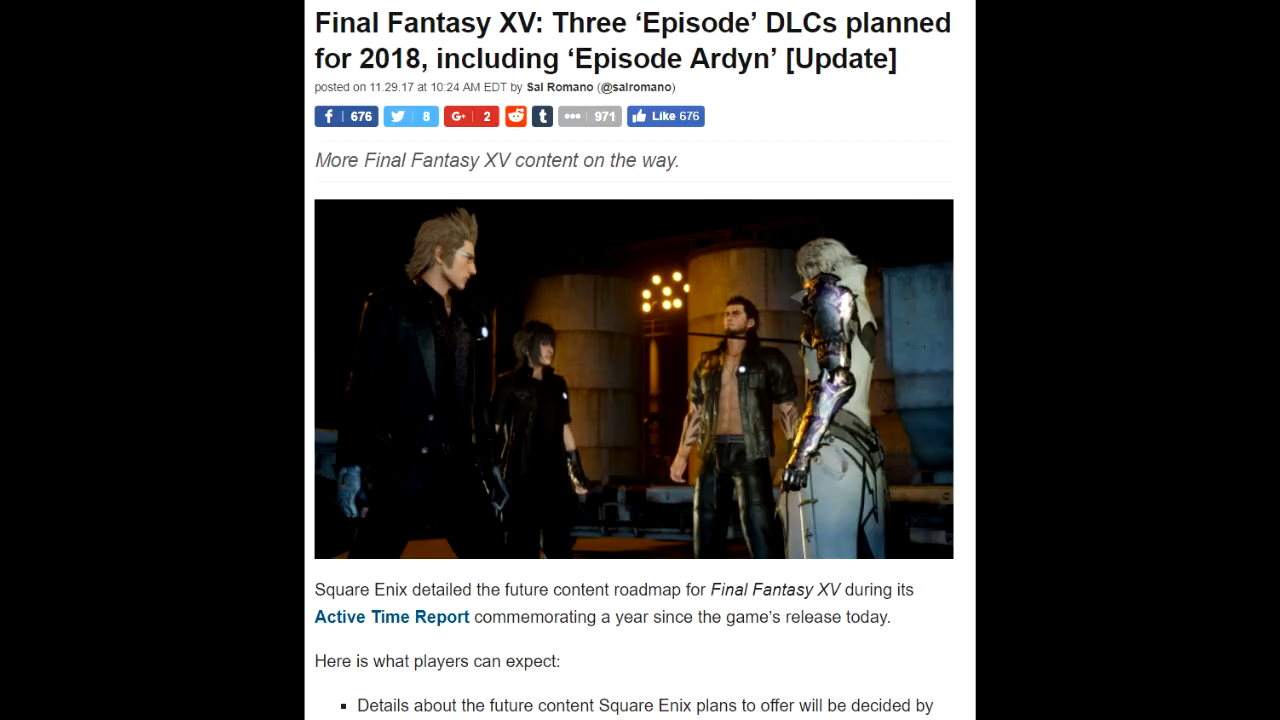 Final Fantasy XV: Three ‘Episode’ DLCs planned
for 2018, including ‘Episode Ardyn’ [Update]
posted on 11.29.17 at 10:24 AM EDT by Sal Romano (@salromano)
676 8 G+ 2 t 971 Like 676
More Final Fantasy XV content on the way.
Square Enix detailed the future content roadmap for Final Fantasy XV during its
Active Time Report commemorating a year since the game’s release today.
Here is what players can expect:
▪ Details about the future content Square Enix plans to offer will be decided by